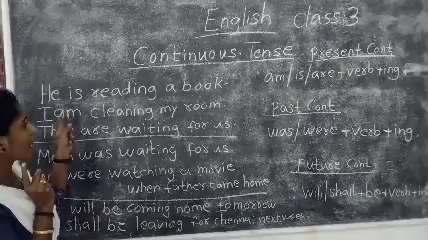 English class 3
Continuous Tense
He is reading a book.
I am cleaning my room
They are waiting for us.
was waiting for us
were watching a movie
when father came home
will be coming home tomorrow
shall be leaving for chennai next week
Present Cont
am/is/are + verb + ing
Past Cont
was/were + verb + ing.
Future Cont
will/shall + be + verb + in